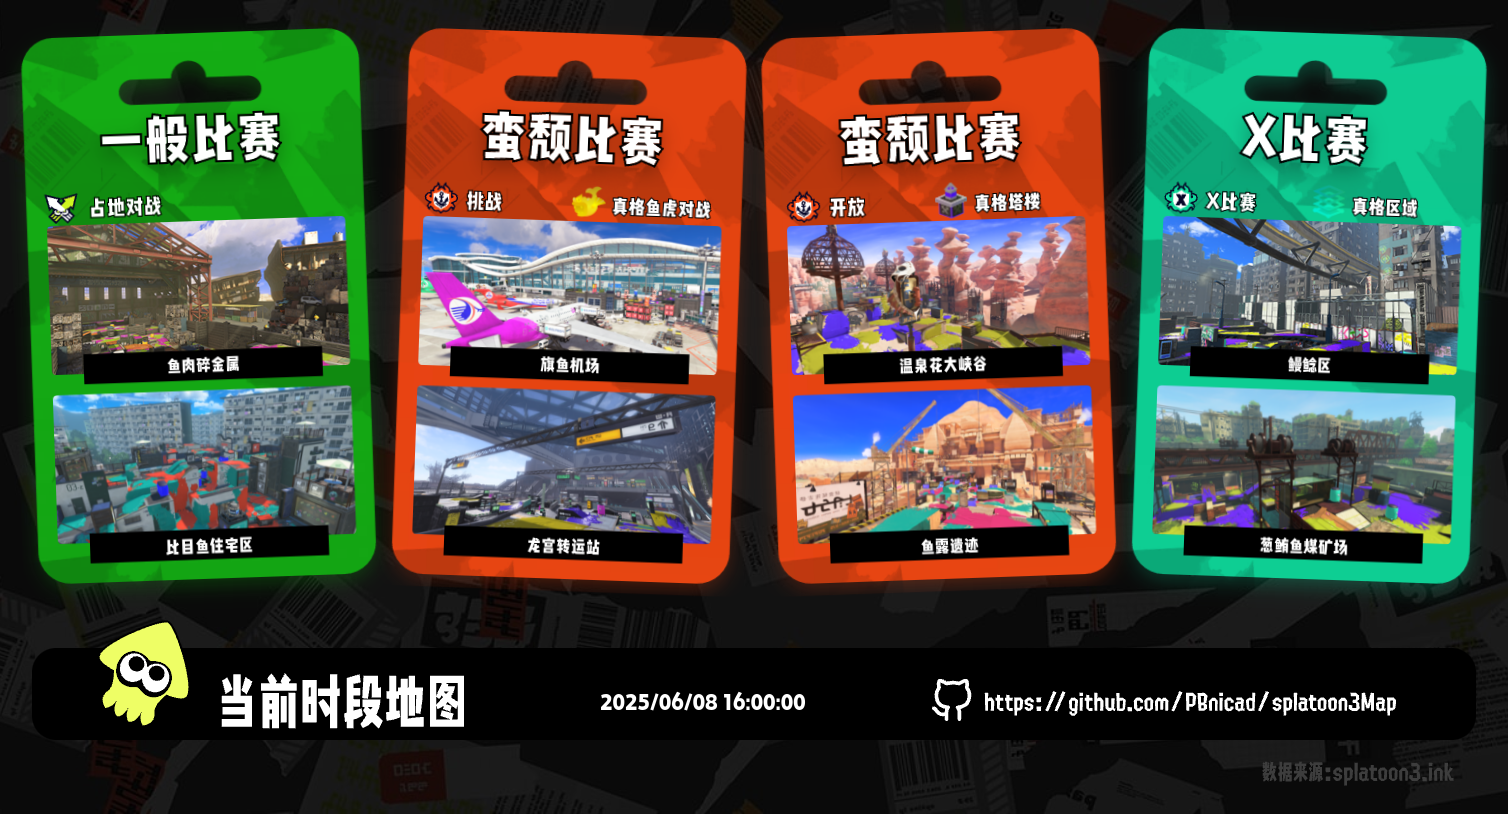 一般比赛
占地对战
鱼肉碎金属
比目鱼住宅区
蛮颓比赛
挑战
真格鱼虎对战
旗鱼机场
龙宫转运站
蛮颓比赛
开放
真格塔楼
温泉花大峡谷
鱼露遗迹
X比赛
X比赛
真格区域
鳗鲶区
葱鲔鱼煤矿场
当前时段地图
2025/06/08 16:00:00
https://github.com/PBnicad/splatoon3Map
数据来源:splatoon3.ink